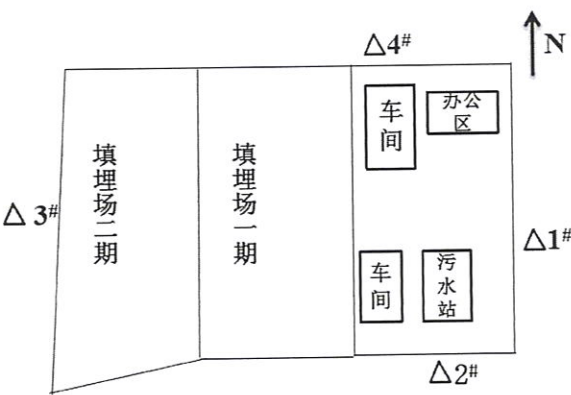 △4#
N
办公
区
车
间
填
埋
场
二
期
填
埋
场
一
期
△3#
△1#
车
间
污
水
站
△2#